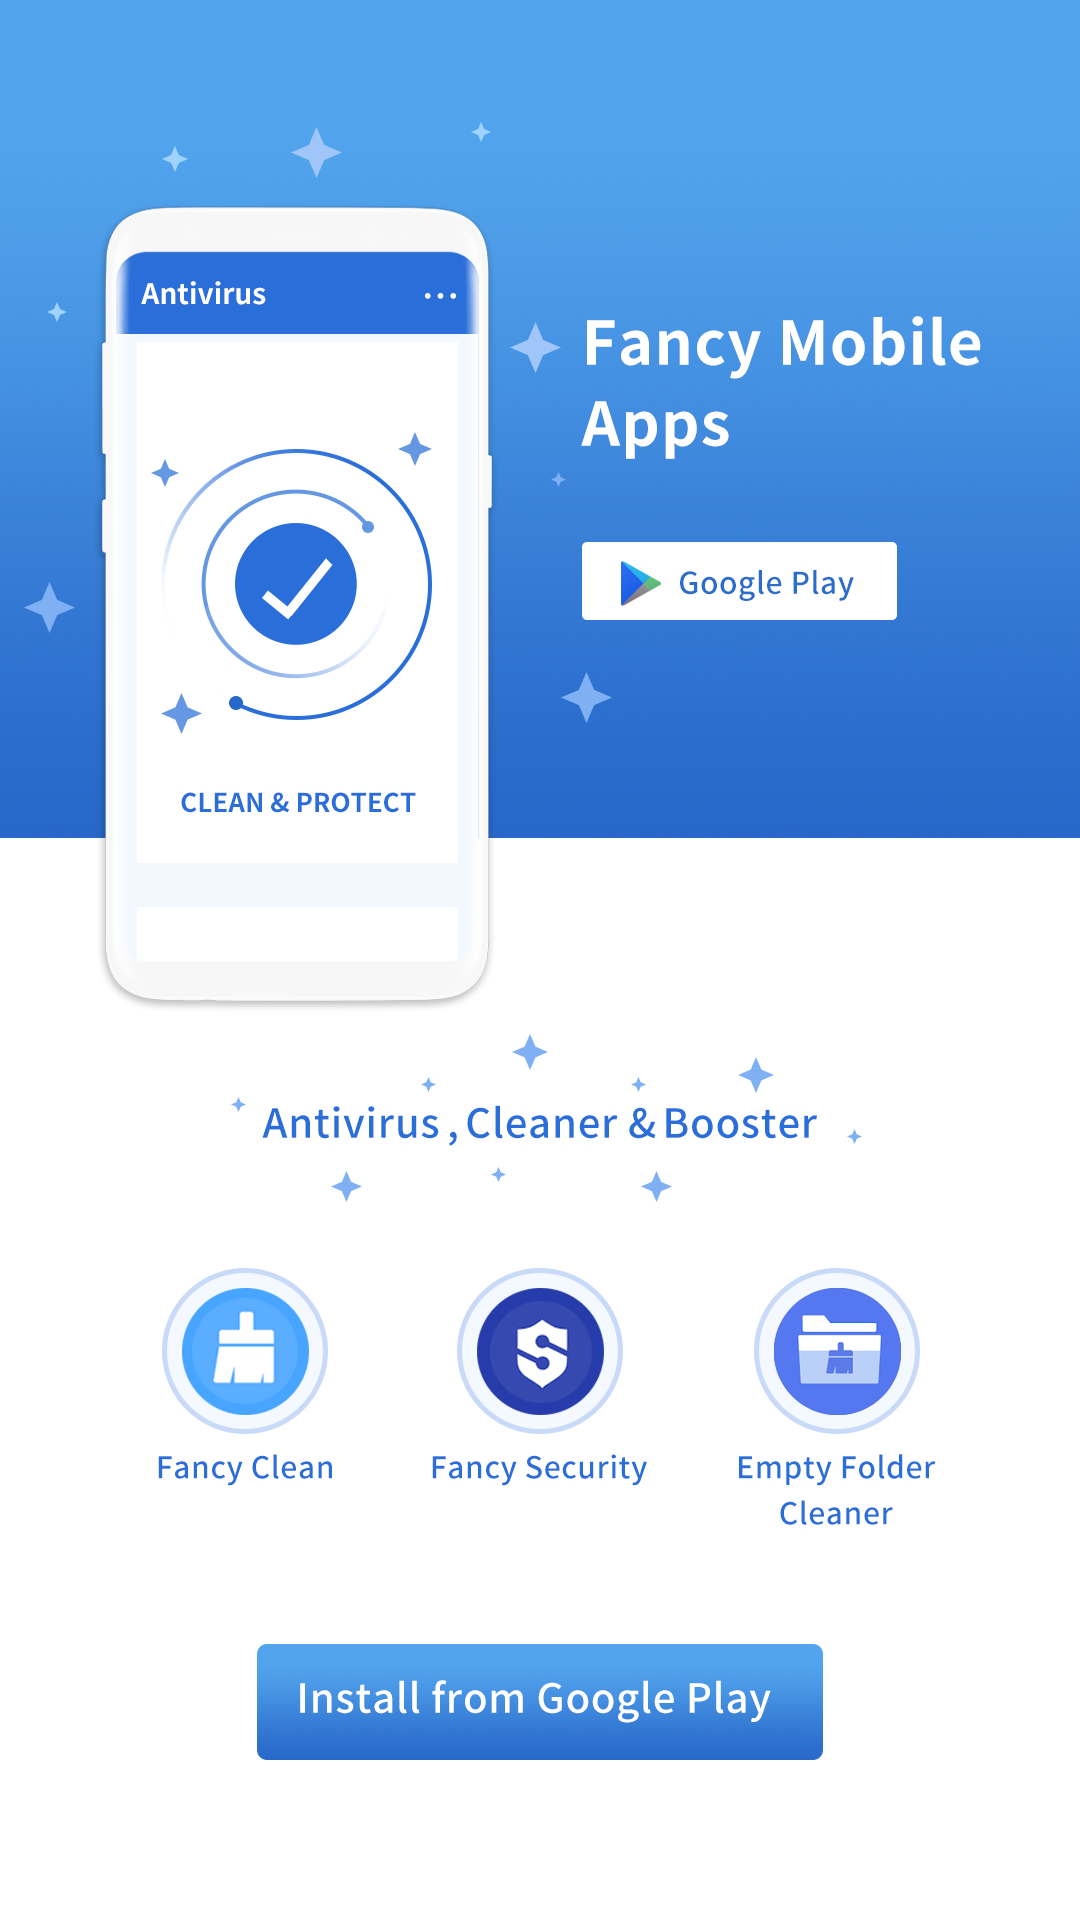 Antivirus
Fancy Mobile
Apps
Google Play
CLEAN & PROTECT
Antivirus , Cleaner & Booster
Fancy Clean
Fancy Security
Empty Folder
Cleaner
Install from Google Play